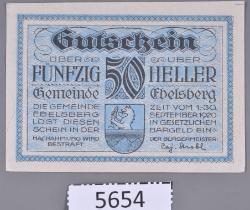 Gutschein
ÜBER 50 ÜBER
FÜNFZIG HELLER
Gemeinde Ebelsberg
DIE GEMEINDE
EBELSBERG
LÖST DIESEN
SCHEIN IN DER
ZEIT VOM 1.-30.
SEPTEMBER 1920
IN GESETZLICHEN
BARGELD EIN
NACHAHMUNG WIRD
BESTRAFT
DER BÜRGERMEISTER:
5654